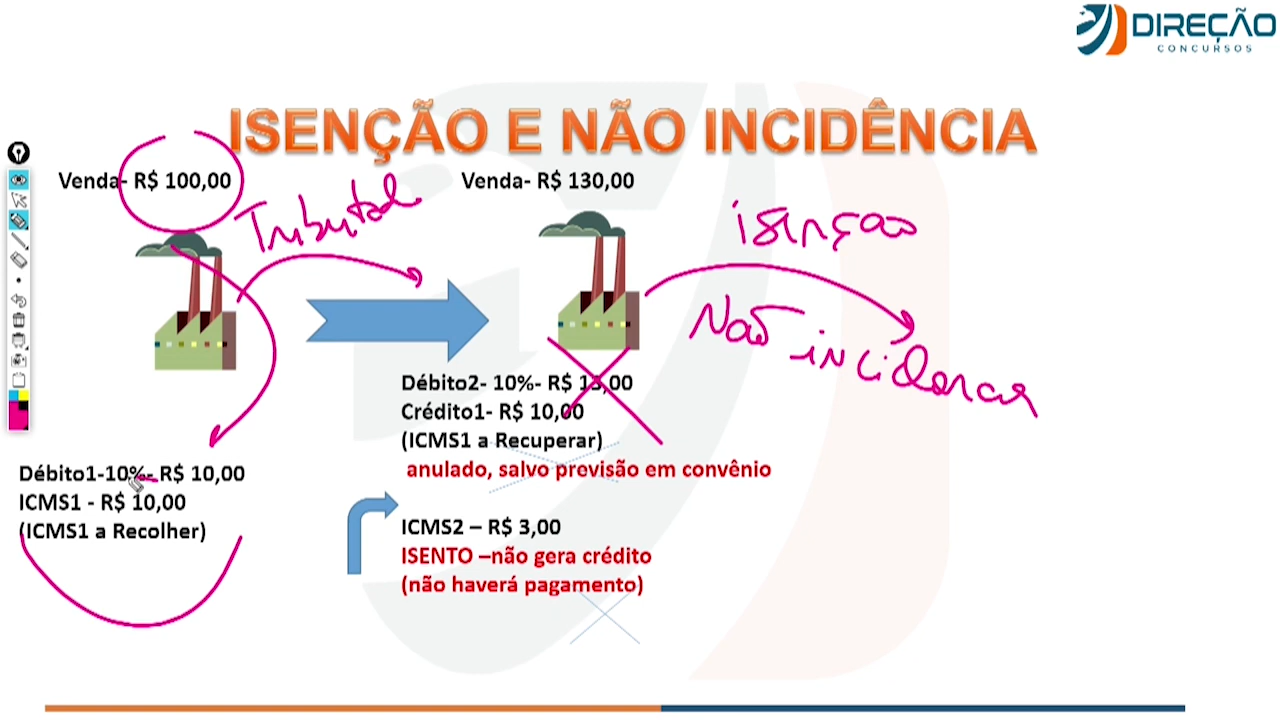 DIREÇÃO
CONCURSOS
ISENÇÃO E NÃO INCIDÊNCIA
Venda- R$ 100,00
Venda- R$ 130,00
Tributada
isenção
Não incidência
Débito2- 10%- R$ 13,00
Crédito1- R$ 10,00
(ICMS1 a Recuperar)
anulado, salvo previsão em convênio
Débito1-10%- R$ 10,00
ICMS1 - R$ 10,00
(ICMS1 a Recolher)
ICMS2 – R$ 3,00
ISENTO –não gera crédito
(não haverá pagamento)